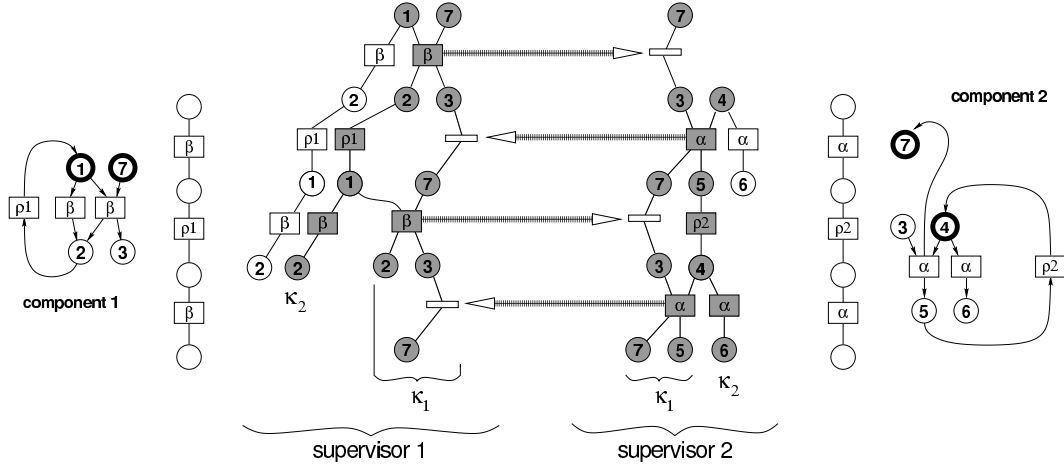 1 7 7
β β
2 2 3 3 4
component 2
β α 7 α
1 7 ρ1 ρ1 α α
ρ1 β β 1 1 7 7 5 6
ρ1 β β β ρ2 ρ2 3 4
2 3 2 2 2 3 3 4 α α ρ2
component 1 κ2
β α α α 5 6
7 7 5 6
κ1 κ1 κ2
supervisor 1 supervisor 2